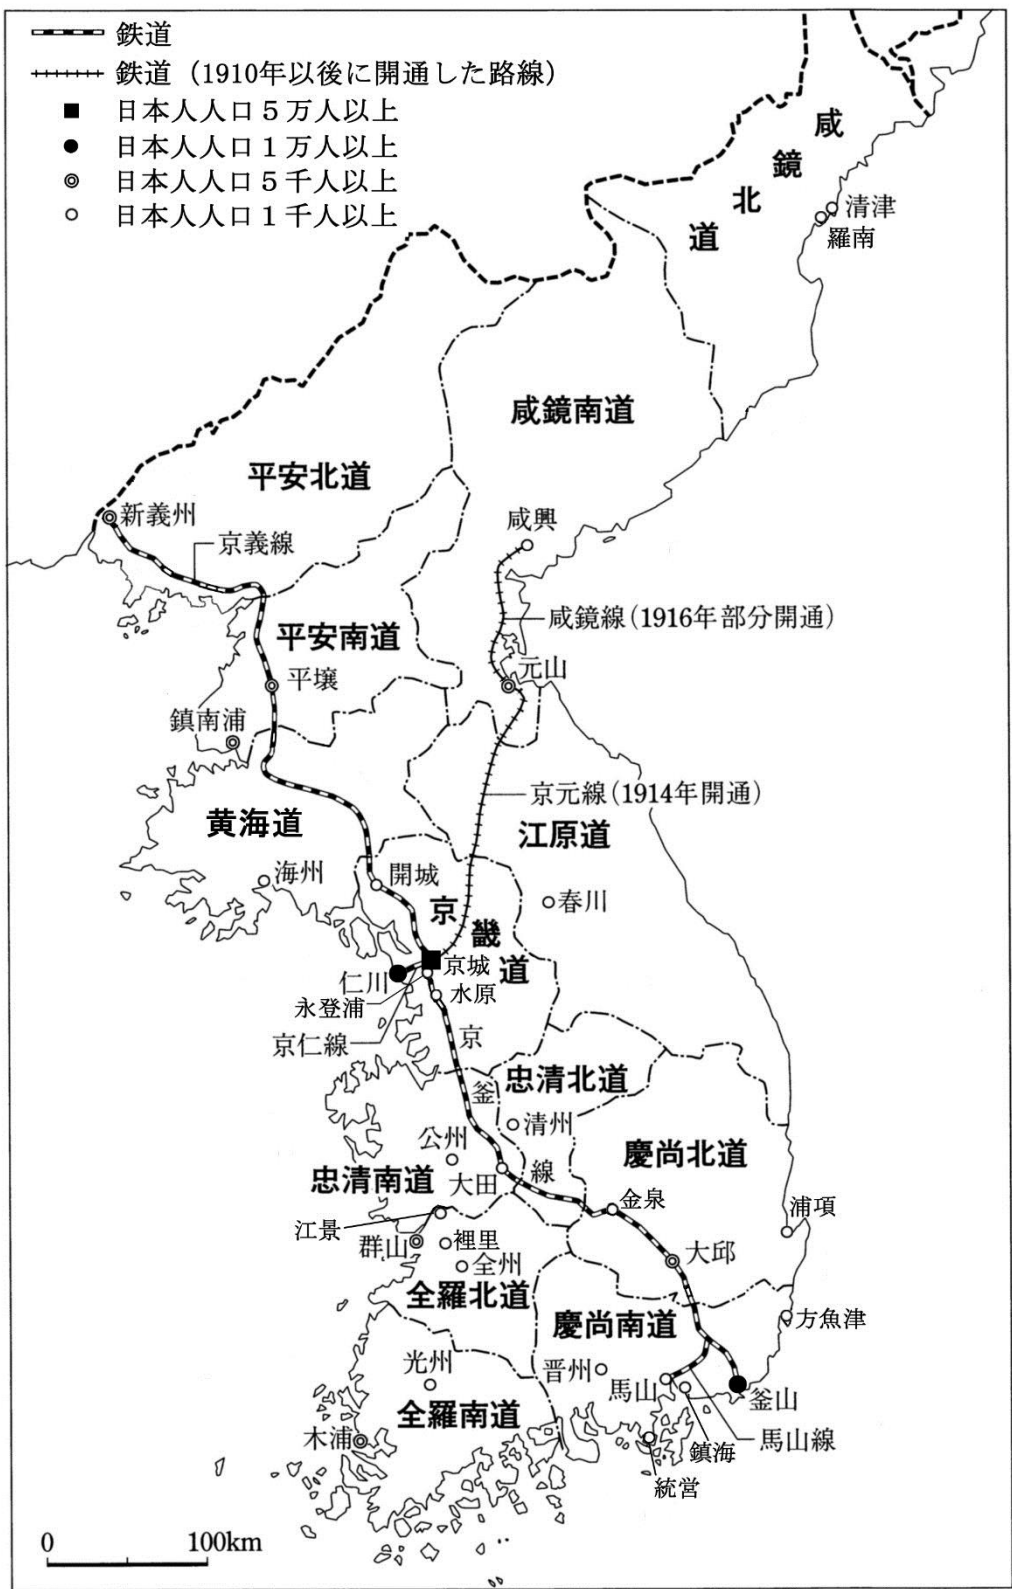 鉄道
鉄道（1910年以後に開通した路線）
日本人人口５万人以上
日本人人口１万人以上
日本人人口５千人以上
日本人人口１千人以上
咸鏡北道
清津
羅南
咸鏡南道
平安北道
新義州
京義線
咸興
咸鏡線（1916年部分開通）
平安南道
元山
平壌
鎮南浦
京元線（1914年開通）
黄海道
江原道
海州
開城
春川
京畿道
京城
仁川
永登浦
水原
京仁線
京釜線
忠清北道
清州
公州
慶尚北道
忠清南道
大田
金泉
浦項
江景
群山
裡里
大邱
全州
全羅北道
慶尚南道
方魚津
光州
晋州
馬山
釜山
全羅南道
木浦
鎮海
馬山線
統営
0
100km